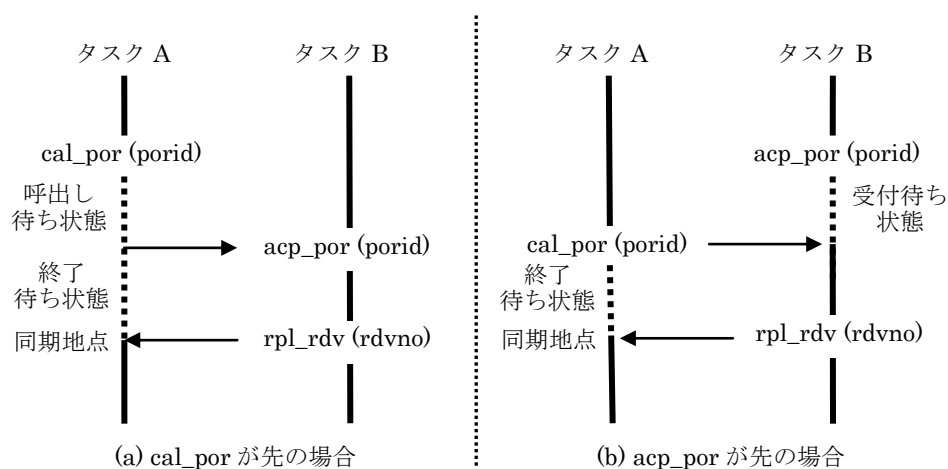 タスク A
タスク B
cal_por (porid)
呼出し
待ち状態
acp_por (porid)
終了
待ち状態
同期地点
rpl_rdv (rdvno)
(a) cal_por が先の場合
タスク A
タスク B
acp_por (porid)
受付待ち
状態
cal_por (porid)
終了
待ち状態
同期地点
rpl_rdv (rdvno)
(b) acp_por が先の場合